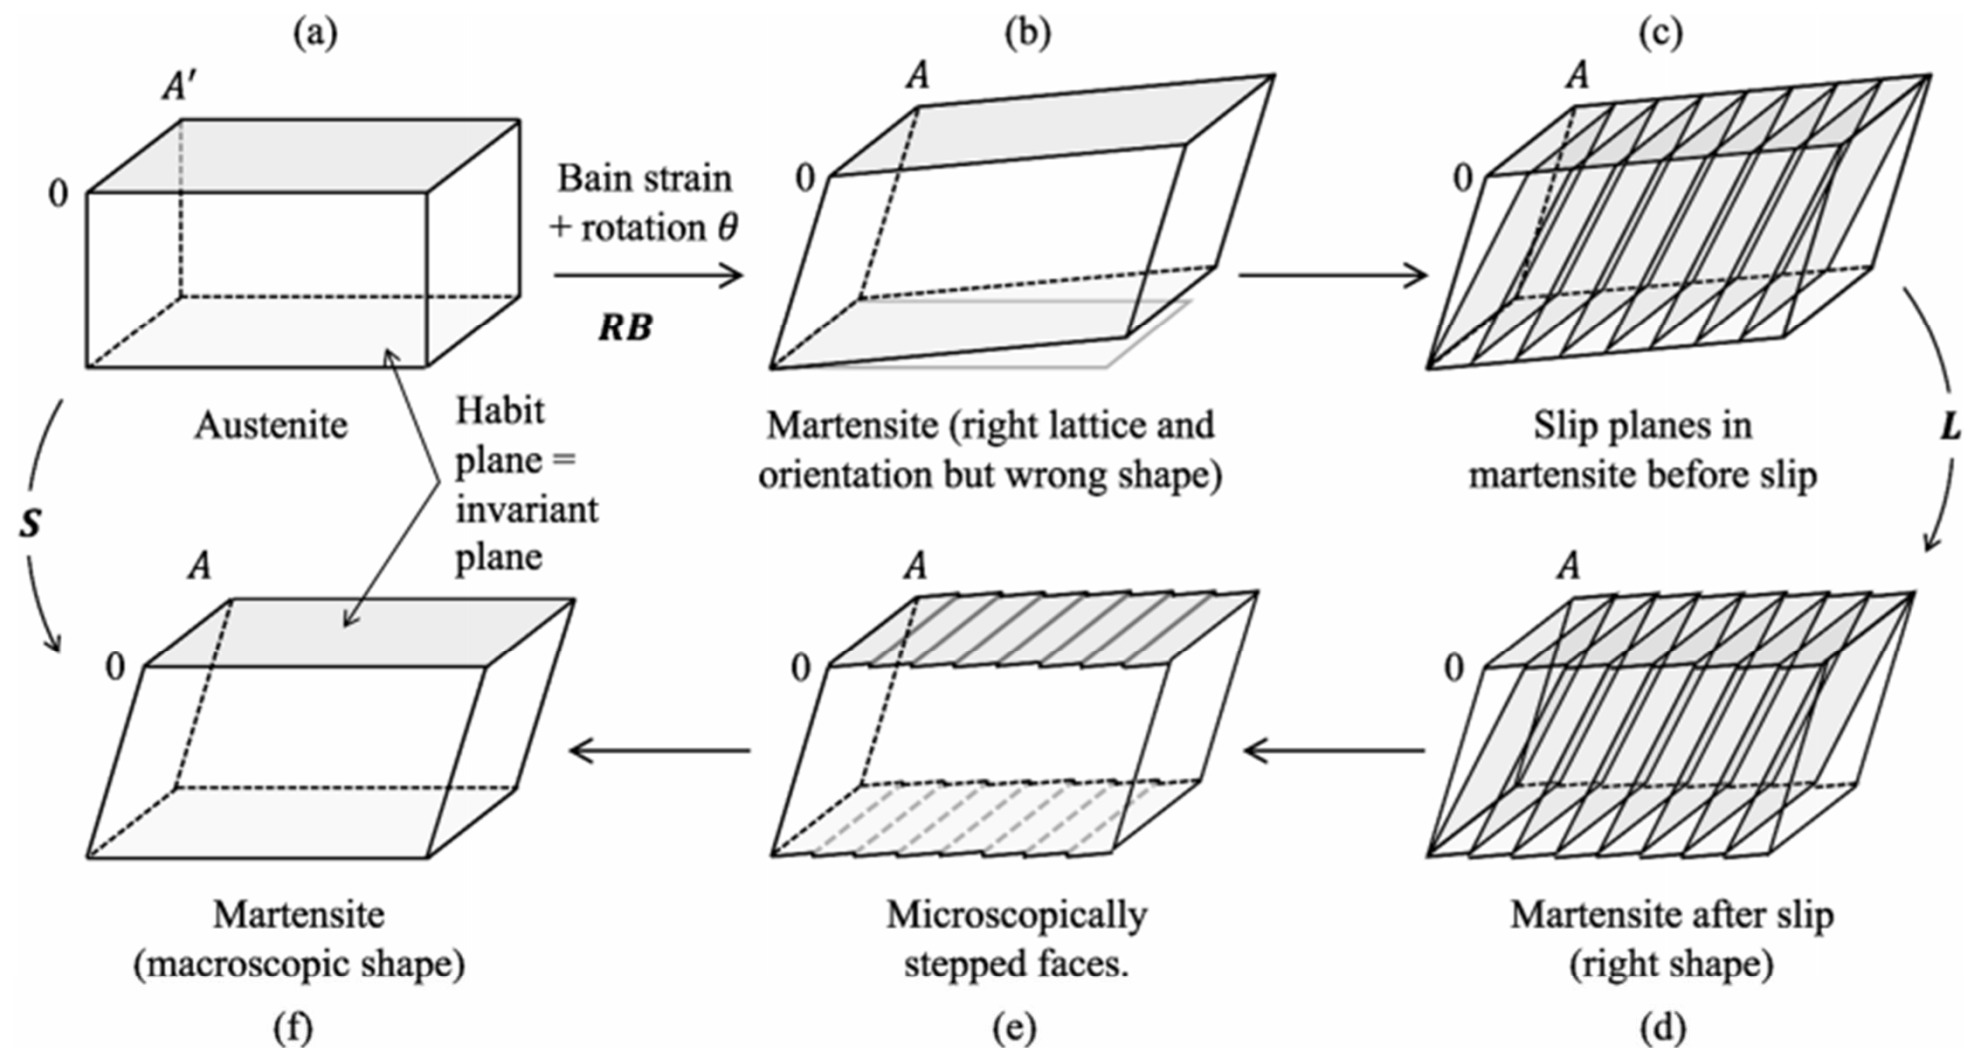 (a)
A′
0
Austenite
Bain strain
+ rotation θ
RB
(b)
A
0
Martensite (right lattice and
orientation but wrong shape)
(c)
A
0
Slip planes in
martensite before slip
L
S
Habit
plane =
invariant
plane
A
0
Martensite
(macroscopic shape)
(f)
A
0
Microscopically
stepped faces.
(e)
A
0
Martensite after slip
(right shape)
(d)